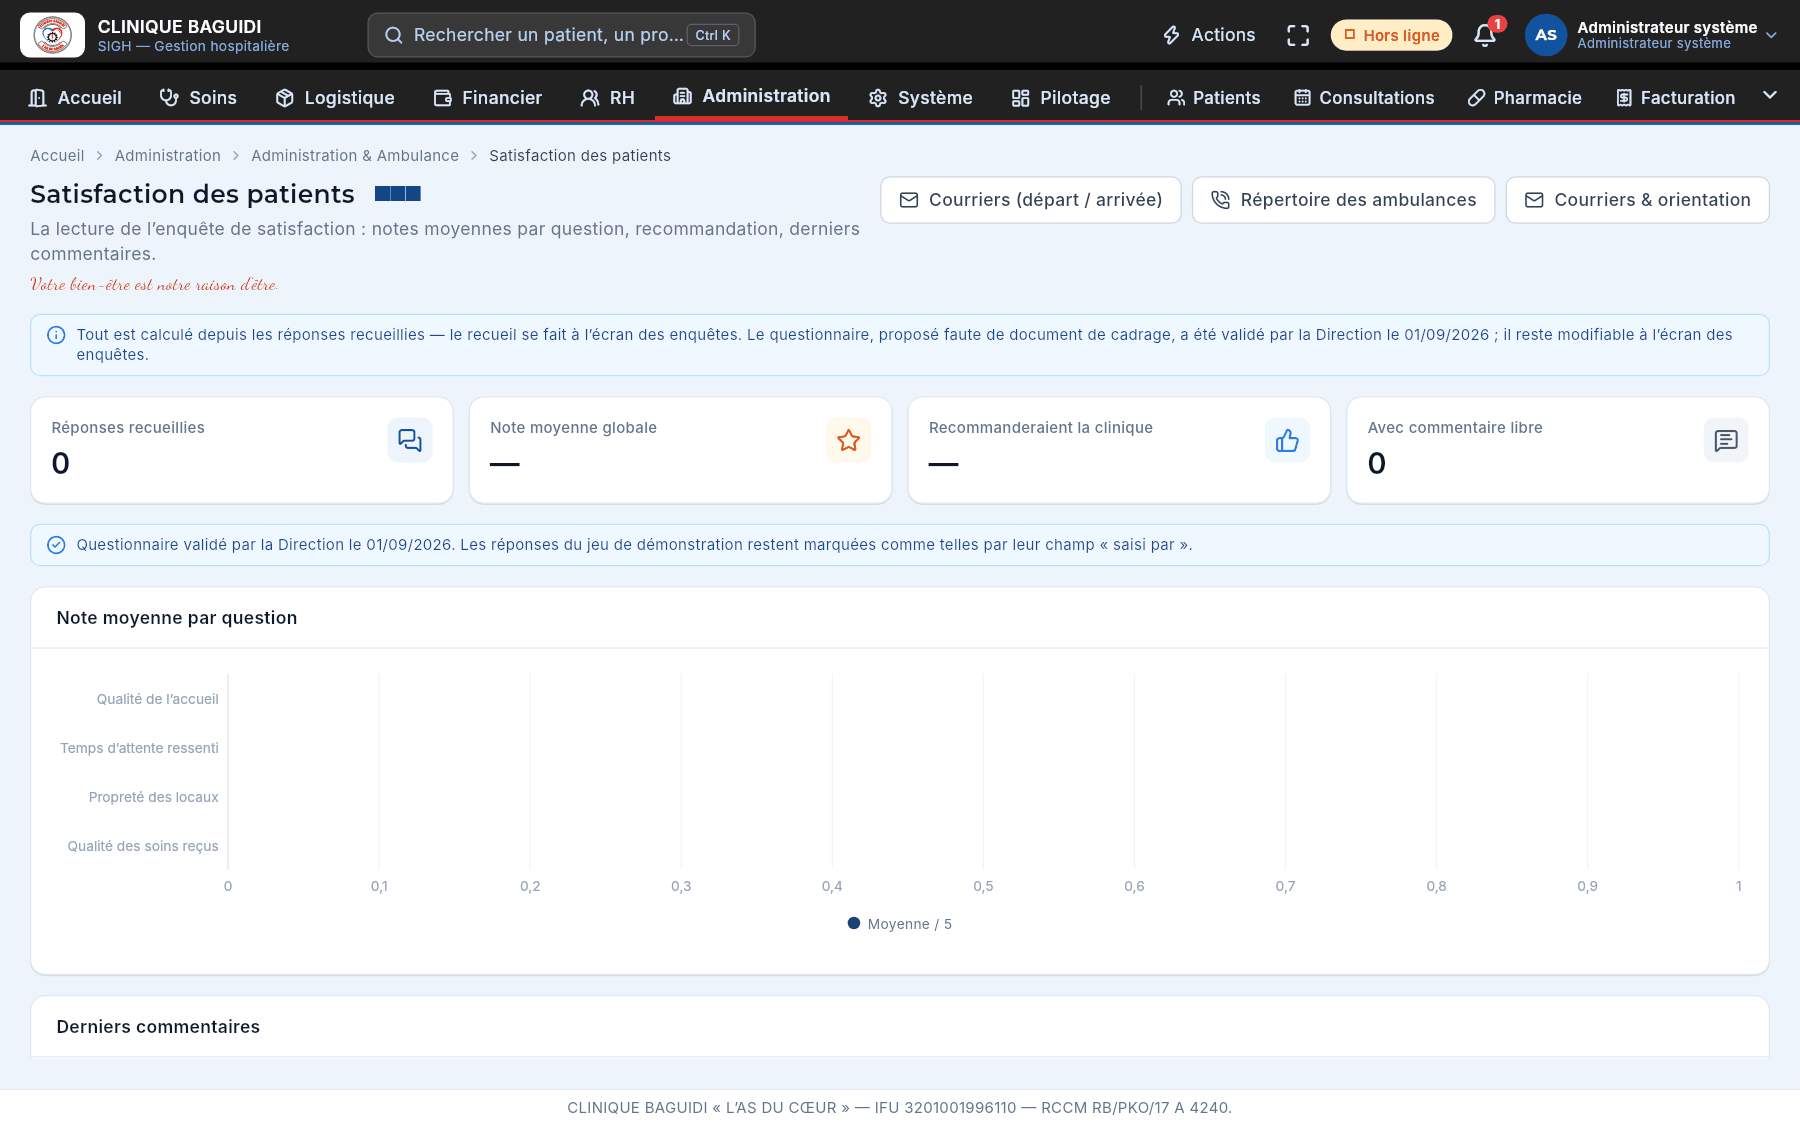 CLINIQUE BAGUIDI
SIGH — Gestion hospitalière
Rechercher un patient, un pro...
Ctrl K
Actions
Hors ligne
1
AS
Administrateur système
Administrateur système
Accueil
Soins
Logistique
Financier
RH
Administration
Système
Pilotage
Patients
Consultations
Pharmacie
Facturation
Accueil > Administration > Administration & Ambulance > Satisfaction des patients
Satisfaction des patients
Courriers (départ / arrivée)
Répertoire des ambulances
Courriers & orientation
La lecture de l’enquête de satisfaction : notes moyennes par question, recommandation, derniers
commentaires.
Votre bien-être est notre raison d’être.
Tout est calculé depuis les réponses recueillies — le recueil se fait à l’écran des enquêtes. Le questionnaire, proposé faute de document de cadrage, a été validé par la Direction le 01/09/2026 ; il reste modifiable à l’écran des
enquêtes.
Réponses recueillies
0
Note moyenne globale
—
Recommanderaient la clinique
—
Avec commentaire libre
0
Questionnaire validé par la Direction le 01/09/2026. Les réponses du jeu de démonstration restent marquées comme telles par leur champ « saisi par ».
Note moyenne par question
Qualité de l’accueil
Temps d’attente ressenti
Propreté des locaux
Qualité des soins reçus
0 0,1 0,2 0,3 0,4 0,5 0,6 0,7 0,8 0,9 1
Moyenne / 5
Derniers commentaires
CLINIQUE BAGUIDI « L’AS DU CŒUR » — IFU 3201001996110 — RCCM RB/PKO/17 A 4240.